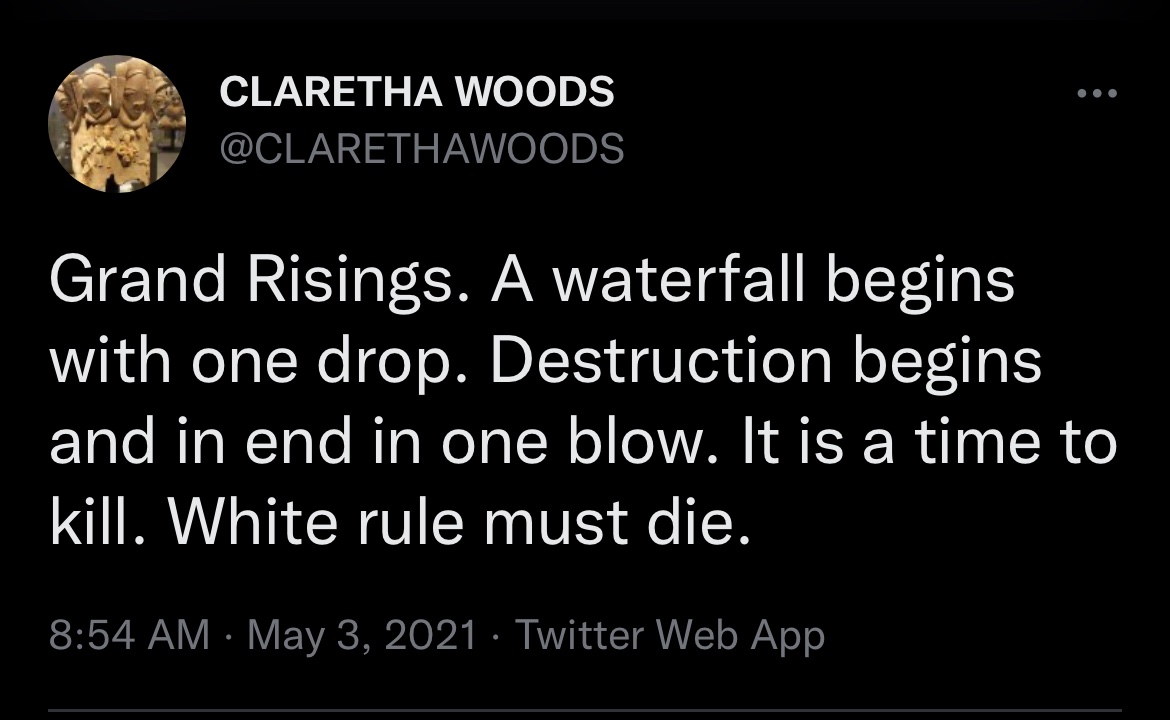 CLARETHA WOODS
@CLARETHAWOODS
Grand Risings. A waterfall begins
with one drop. Destruction begins
and in end in one blow. It is a time to
kill. White rule must die.
8:54 AM · May 3, 2021 · Twitter Web App